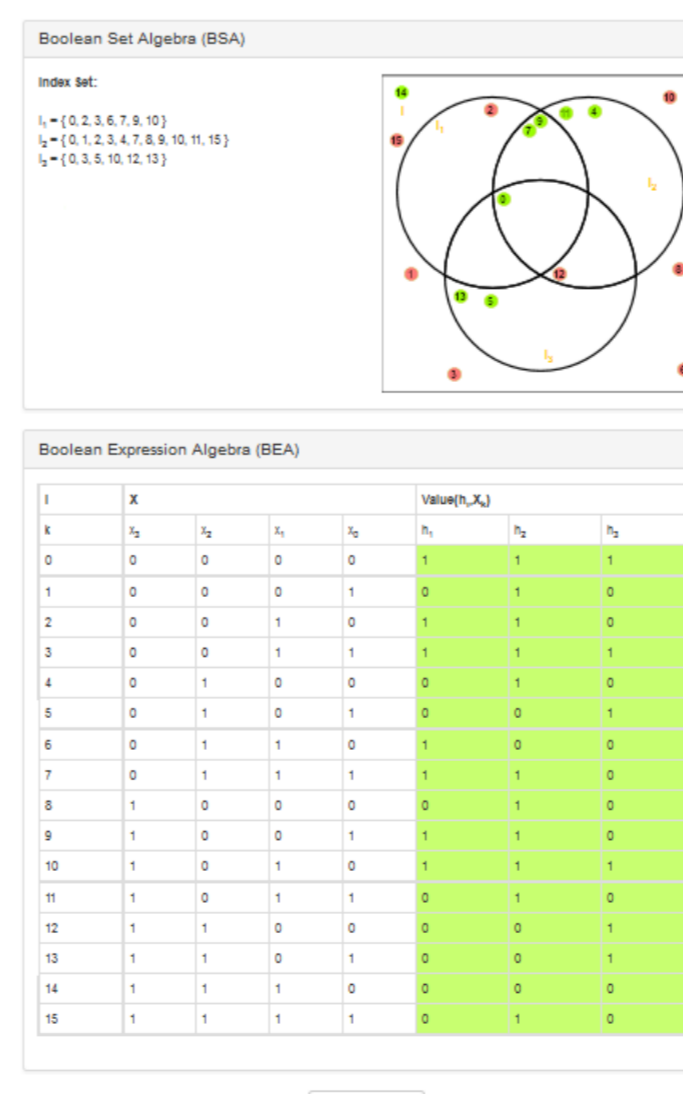 Boolean Set Algebra (BSA)
Index Set:
I₁ = { 0, 2, 3, 6, 7, 9, 10 }
I₂ = { 0, 1, 2, 3, 4, 7, 8, 9, 10, 11, 15 }
I₃ = { 0, 3, 5, 10, 12, 13 }
14
I
I₁
2
9
7
11
4
10
15
I₂
0
1
12
8
13
5
I₃
3
6
Boolean Expression Algebra (BEA)
I X Value(hᵢ,Xₖ)
k x₃ x₂ x₁ x₀ h₁ h₂ h₃
0 0 0 0 0 1 1 1
1 0 0 0 1 0 1 0
2 0 0 1 0 1 1 0
3 0 0 1 1 1 1 1
4 0 1 0 0 0 1 0
5 0 1 0 1 0 0 1
6 0 1 1 0 1 0 0
7 0 1 1 1 1 1 0
8 1 0 0 0 0 1 0
9 1 0 0 1 1 1 0
10 1 0 1 0 1 1 1
11 1 0 1 1 0 1 0
12 1 1 0 0 0 0 1
13 1 1 0 1 0 0 1
14 1 1 1 0 0 0 0
15 1 1 1 1 0 1 0